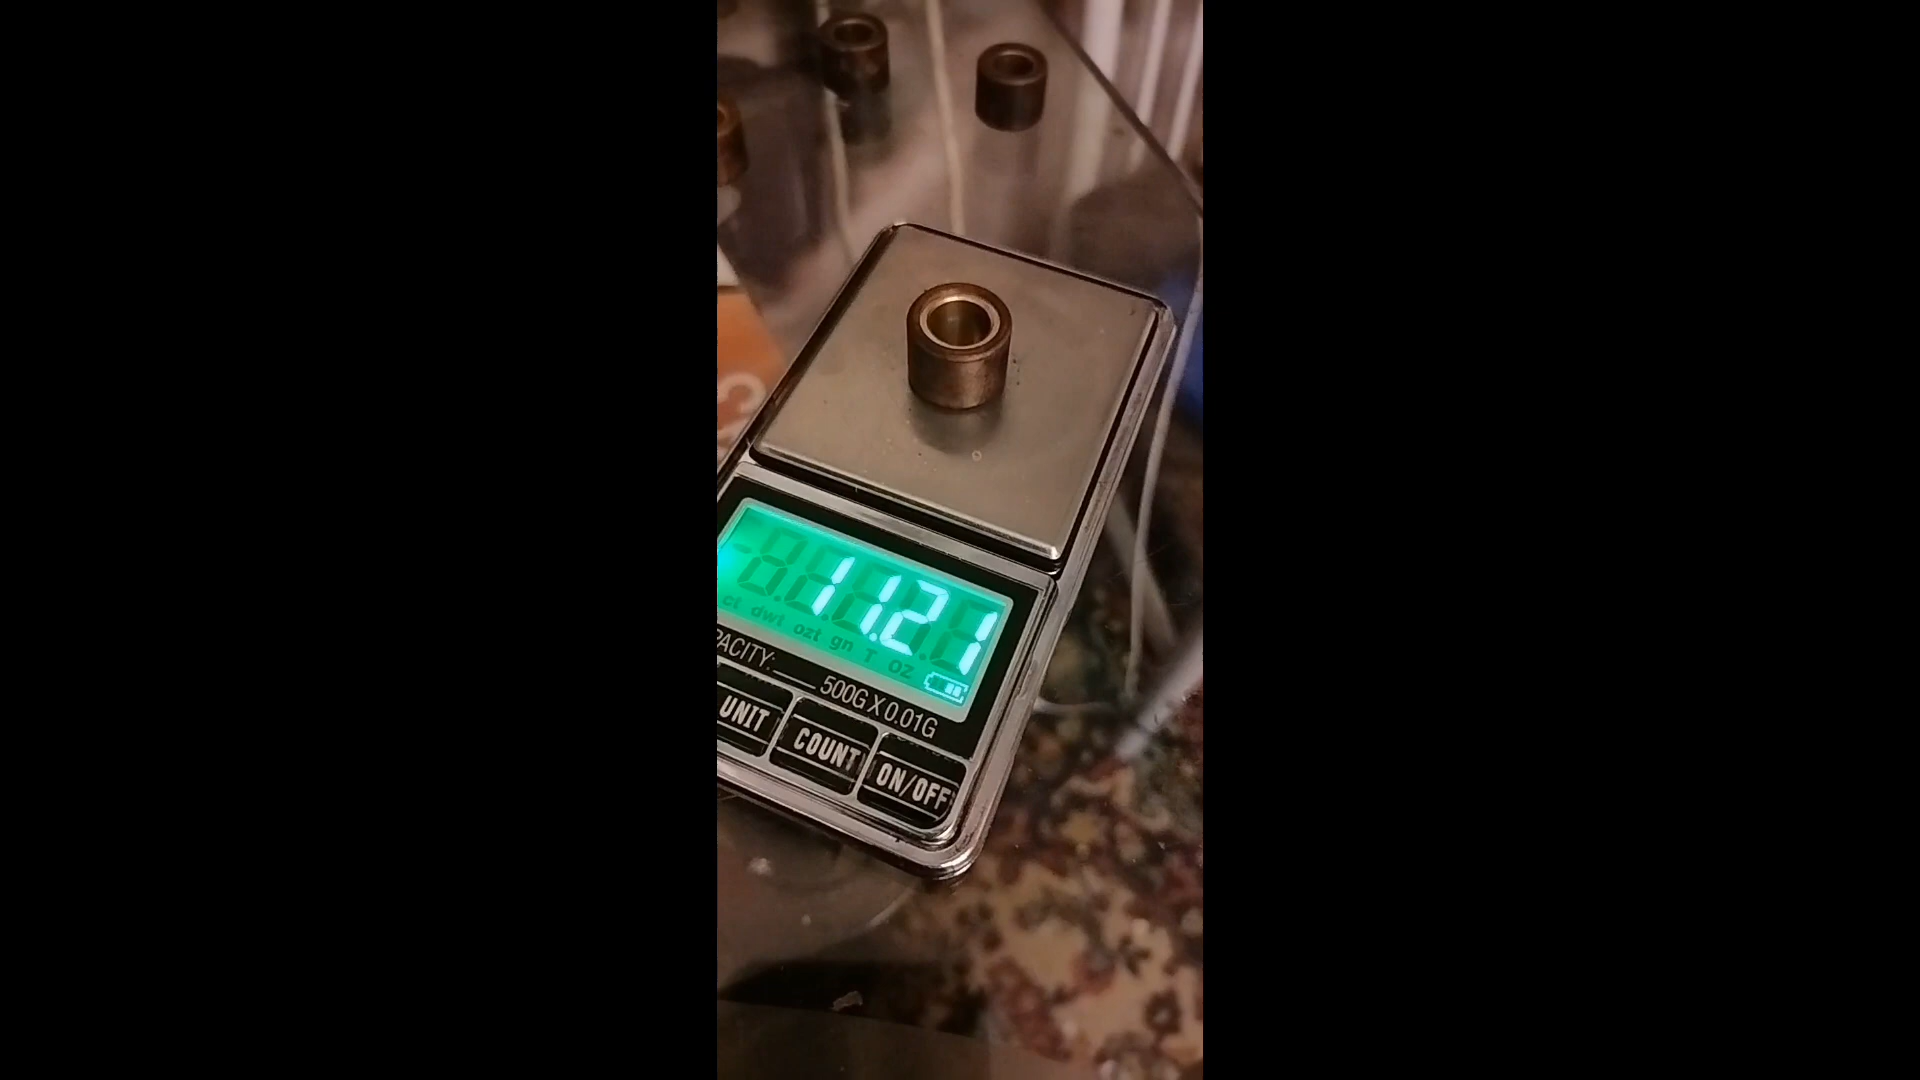 11.21
ct dwt ozt gn T oz
PACITY: 500G X 0.01G
UNIT COUNT ON/OFF